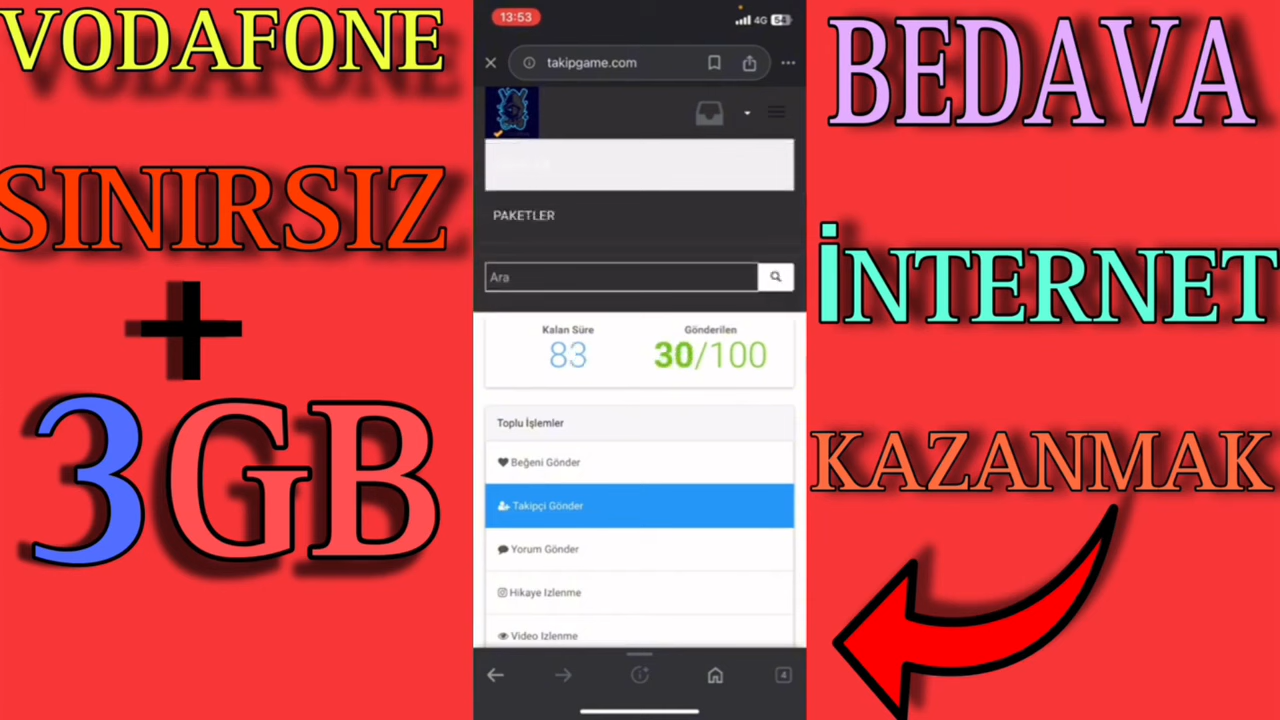 VODAFONE
SINIRSIZ
+
3GB
13:53
4G 64
takipgame.com
PAKETLER
Ara
Kalan Süre
83
Gönderilen
30/100
Toplu İşlemler
Beğeni Gönder
Takipçi Gönder
Yorum Gönder
Hikaye Izlenme
Video Izlenme
4
BEDAVA
İNTERNET
KAZANMAK